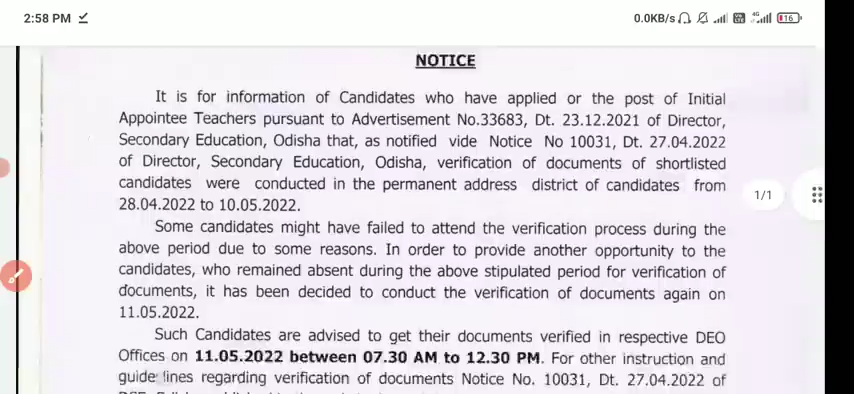 2:58 PM
0.0KB/s 4G 16
NOTICE
It is for information of Candidates who have applied or the post of Initial
Appointee Teachers pursuant to Advertisement No.33683, Dt. 23.12.2021 of Director,
Secondary Education, Odisha that, as notified vide Notice No 10031, Dt. 27.04.2022
of Director, Secondary Education, Odisha, verification of documents of shortlisted
candidates were conducted in the permanent address district of candidates from
28.04.2022 to 10.05.2022.
1/1
Some candidates might have failed to attend the verification process during the
above period due to some reasons. In order to provide another opportunity to the
candidates, who remained absent during the above stipulated period for verification of
documents, it has been decided to conduct the verification of documents again on
11.05.2022.
Such Candidates are advised to get their documents verified in respective DEO
Offices on 11.05.2022 between 07.30 AM to 12.30 PM. For other instruction and
guide lines regarding verification of documents Notice No. 10031, Dt. 27.04.2022 of